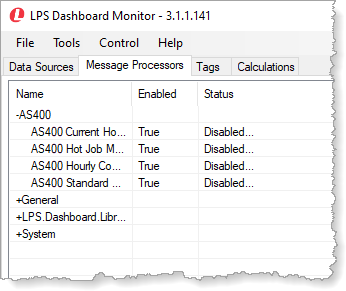 L LPS Dashboard Monitor - 3.1.1.141
File Tools Control Help
Data Sources Message Processors Tags Calculations
Name Enabled Status
-AS400
AS400 Current Ho... True Disabled...
AS400 Hot Job M... True Disabled...
AS400 Hourly Co... True Disabled...
AS400 Standard ... True Disabled...
+General
+LPS.Dashboard.Libr...
+System